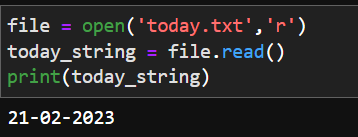 file = open('today.txt','r')
today_string = file.read()
print(today_string)
21-02-2023